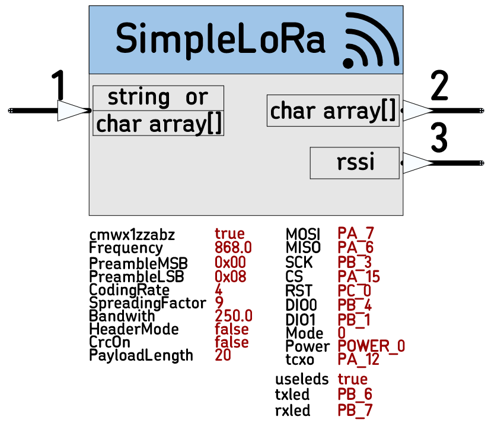 SimpleLoRa
1
2
string or
char array[]
char array[]
3
rssi
cmwx1zzabz true
Frequency 868.0
PreambleMSB 0x00
PreambleLSB 0x08
CodingRate 4
SpreadingFactor 9
Bandwith 250.0
HeaderMode false
CrcOn false
PayloadLength 20
MOSI PA_7
MISO PA_6
SCK PB_3
CS PA_15
RST PC_0
DIO0 PB_4
DIO1 PB_1
Mode 0
Power POWER_0
tcxo PA_12
useleds true
txled PB_6
rxled PB_7